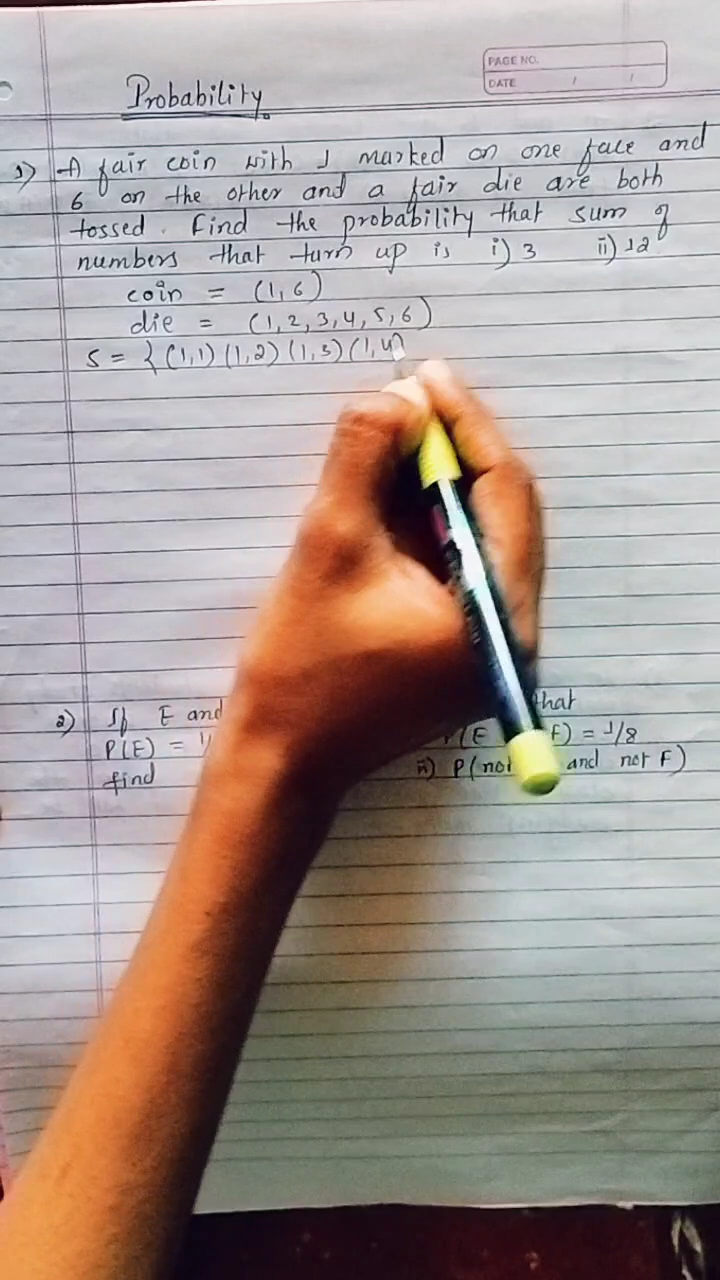 PAGE NO.
DATE / /
Probability
1) A fair coin with 1 marked on one face and
6 on the other and a fair die are both
tossed. Find the probability that sum of
numbers that turn up is i) 3 ii) 12
coin = (1,6)
die = (1,2,3,4,5,6)
S = { (1,1) (1,2) (1,3) (1,4)
2) If E and that
P(E) = F) = 1/8
find ii) P(not and not F)